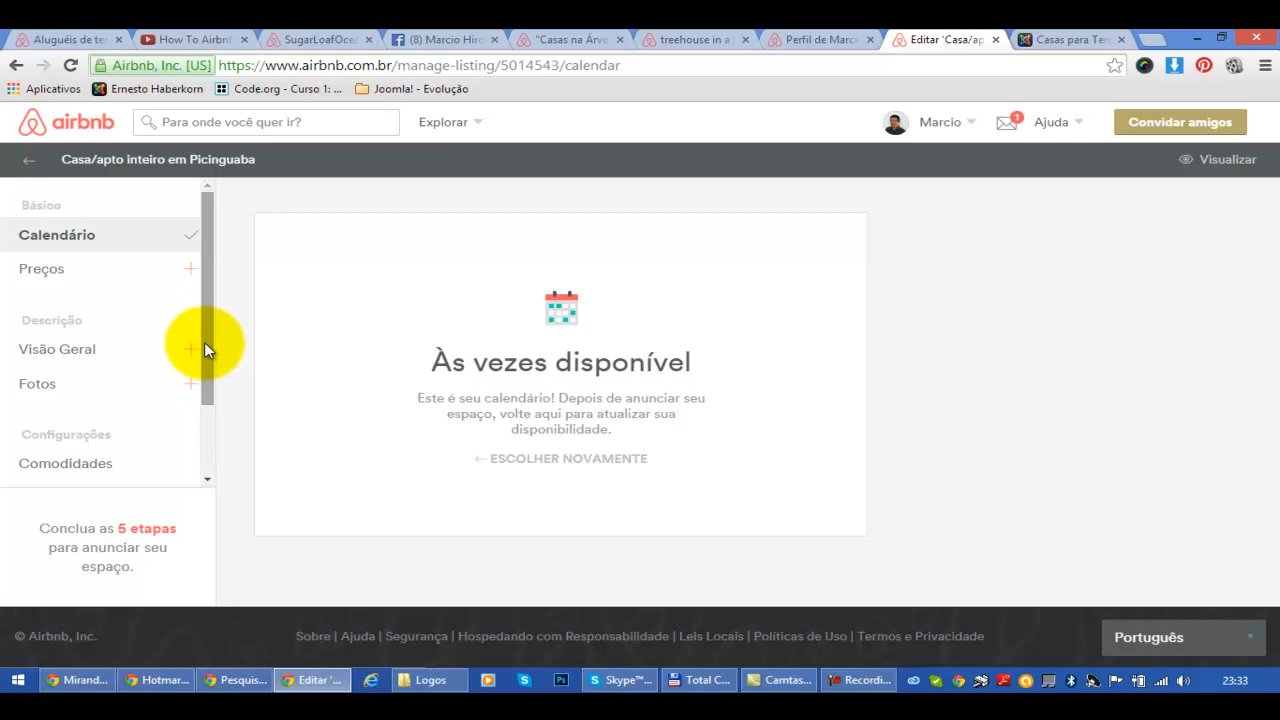 Aluguéis de ter
How To Airbn
SugarLoafOce
(8) Marcio Hiro
"Casas na Árvo
treehouse in a
Perfil de Marci
Editar 'Casa/ap
Casas para Tem
Airbnb, Inc. [US]
https://www.airbnb.com.br/manage-listing/5014543/calendar
Aplicativos
Ernesto Haberkorn
Code.org - Curso 1: ...
Joomla! - Evolução
airbnb
Para onde você quer ir?
Explorar
Marcio
1
Ajuda
Convidar amigos
Casa/apto inteiro em Picinguaba
Visualizar
Básico
Calendário
Preços
Descrição
Visão Geral
Fotos
Configurações
Comodidades
Conclua as 5 etapas
para anunciar seu
espaço.
Às vezes disponível
Este é seu calendário! Depois de anunciar seu
espaço, volte aqui para atualizar sua
disponibilidade.
← ESCOLHER NOVAMENTE
© Airbnb, Inc.
Sobre | Ajuda | Segurança | Hospedando com Responsabilidade | Leis Locais | Políticas de Uso | Termos e Privacidade
Português
Mirand...
Hotmar...
Pesquis...
Editar '...
Logos
Skype™...
Total C...
Camtas...
Recordi...
23:33